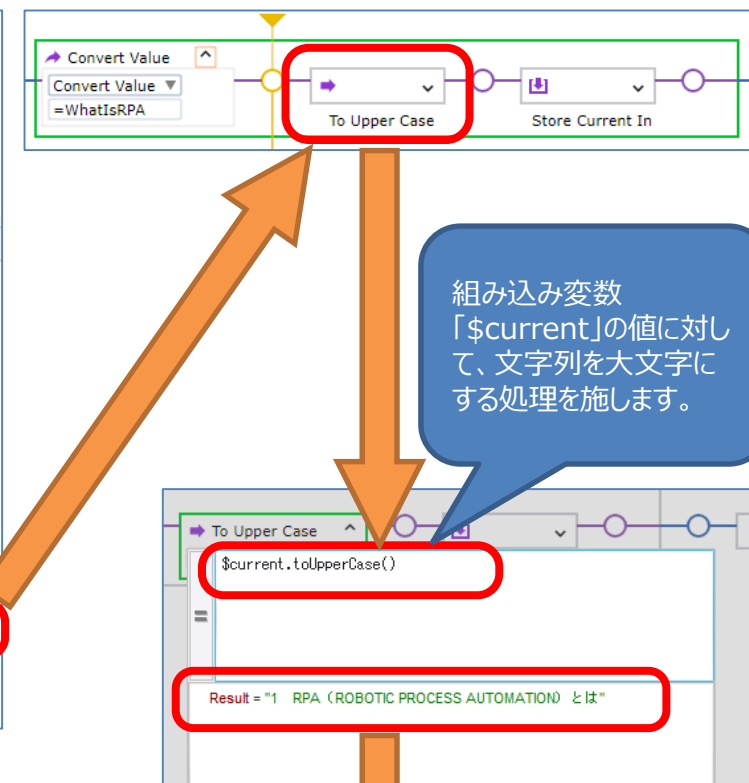 Convert Value
Convert Value
=WhatIsRPA
To Upper Case
Store Current In
組み込み変数
「$current」の値に対し
て、文字列を大文字に
する処理を施します。
To Upper Case
$current.toUpperCase()
=
Result = "1　RPA（ROBOTIC PROCESS AUTOMATION）とは"